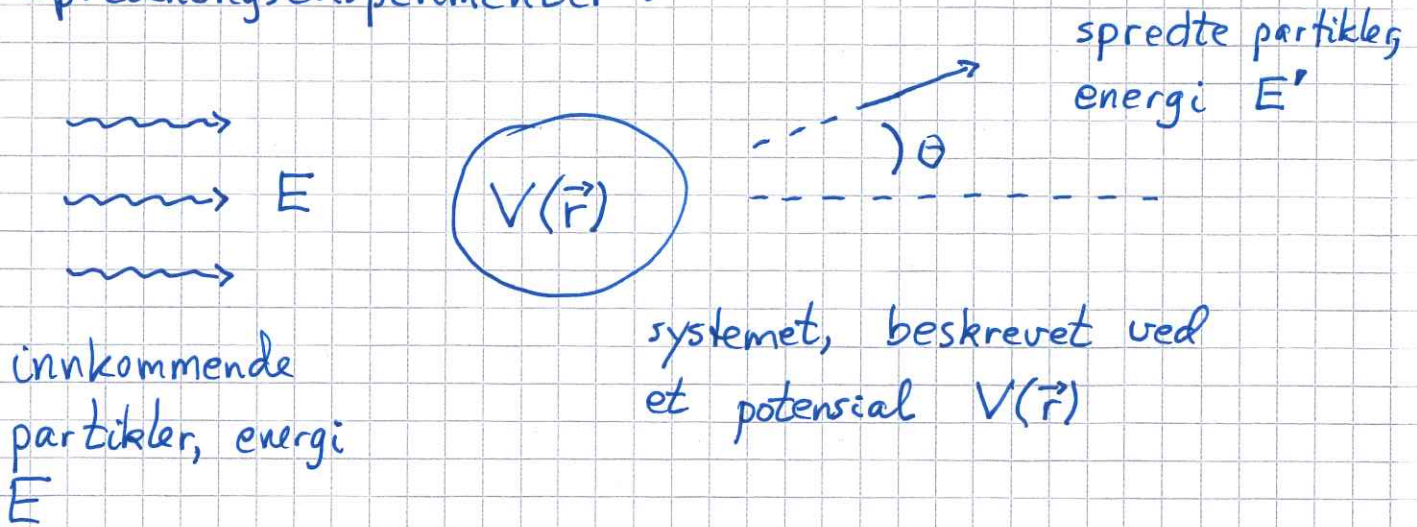 spredte partikler,
energi E'
θ
E
V(r⃗)
systemet, beskrevet ved
et potensial V(r⃗)
innkommende
partikler, energi
E